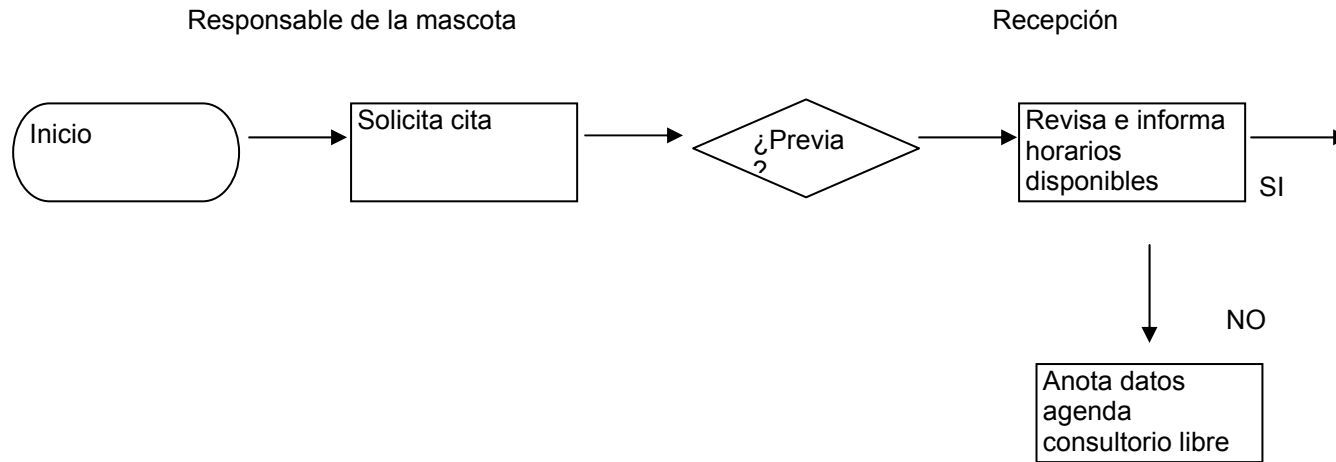 Responsable de la mascota
Recepción
Inicio
Solicita cita
¿Previa
?
Revisa e informa
horarios
disponibles
SI
NO
Anota datos
agenda
consultorio libre